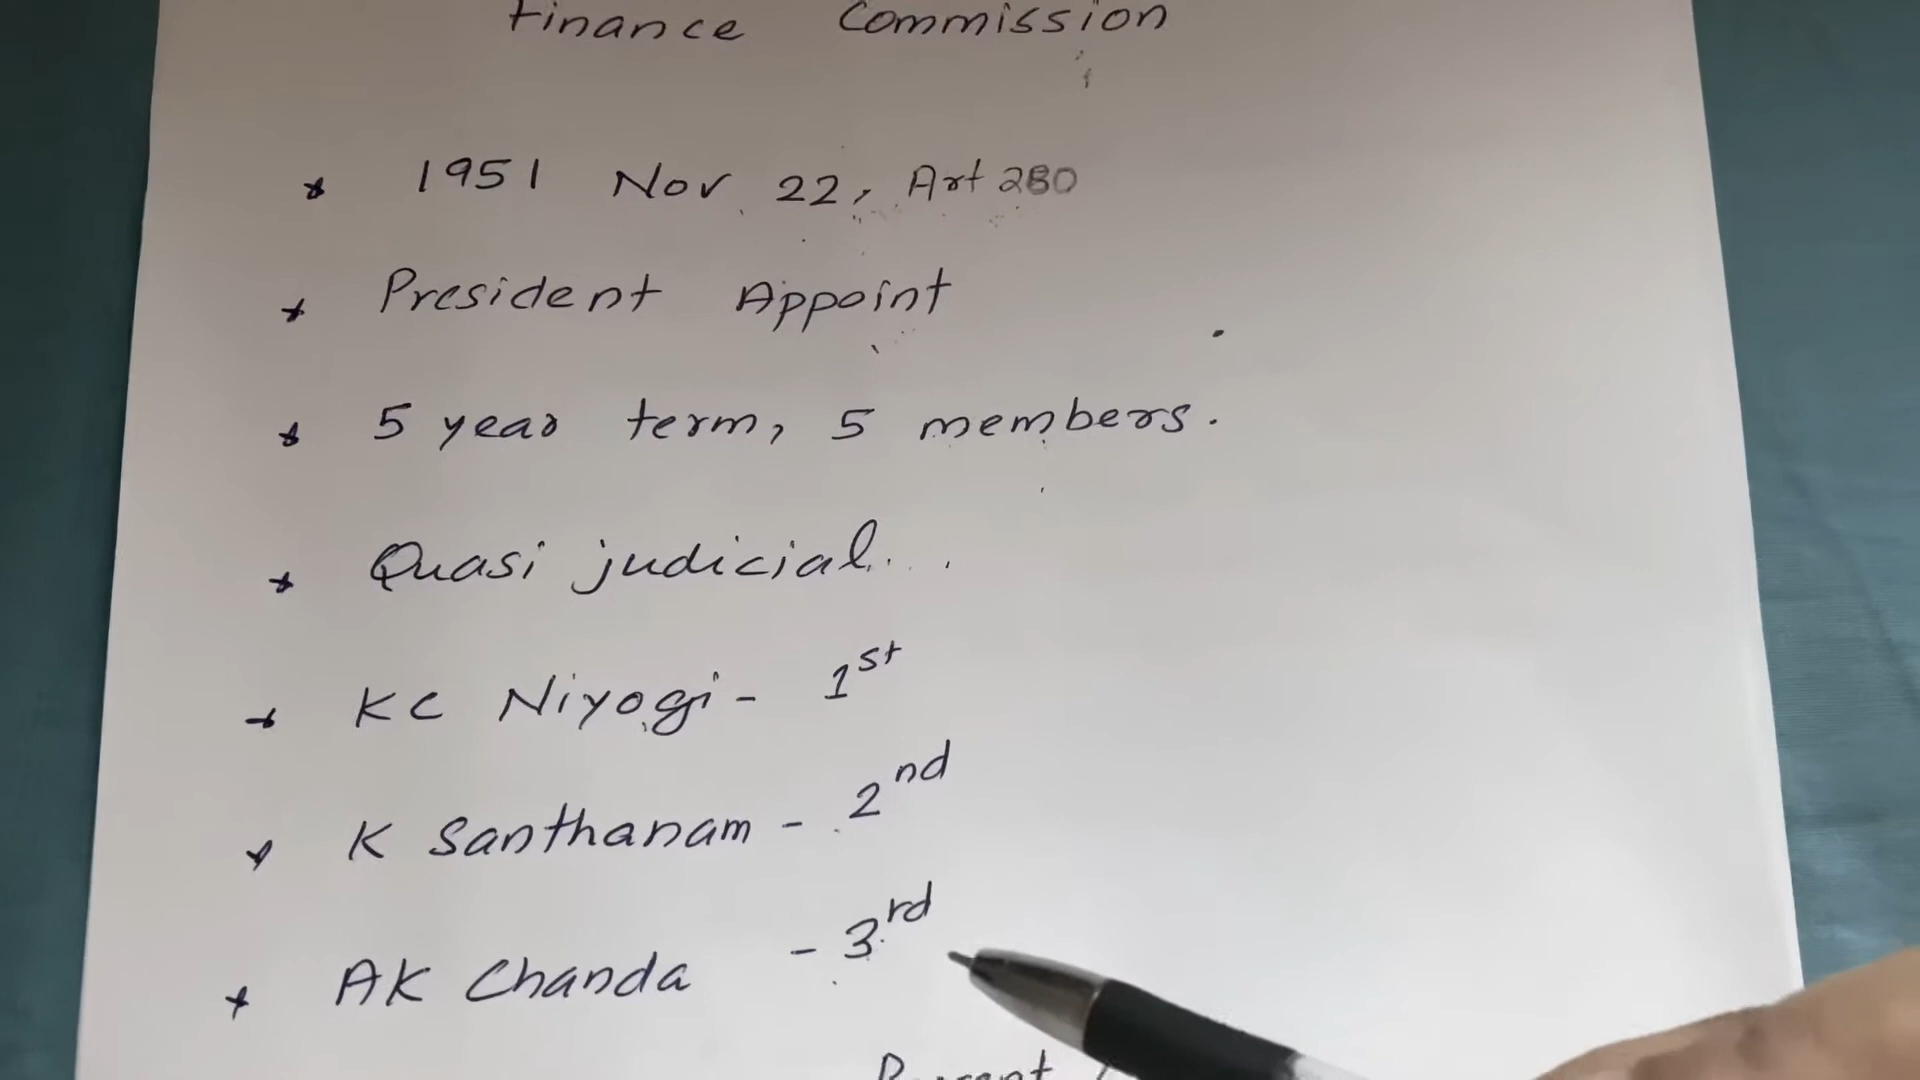 Finance Commission
* 1951 Nov 22, Art 280
* President Appoint
* 5 year term, 5 members.
* Quasi judicial.
* KC Niyogi - 1st
* K Santhanam - 2nd
* AK Chanda - 3rd